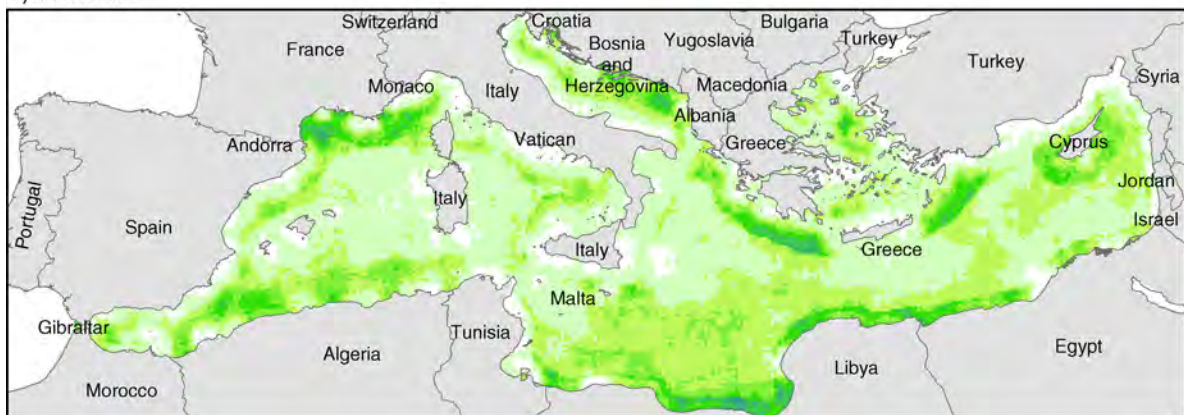 Switzerland
Croatia
Bulgaria
France
Bosnia
and
Herzegovina
Yugoslavia
Turkey
Turkey
Syria
Monaco
Italy
Macedonia
Andorra
Vatican
Albania
Greece
Cyprus
Portugal
Spain
Italy
Jordan
Italy
Greece
Israel
Gibraltar
Malta
Tunisia
Algeria
Libya
Egypt
Morocco